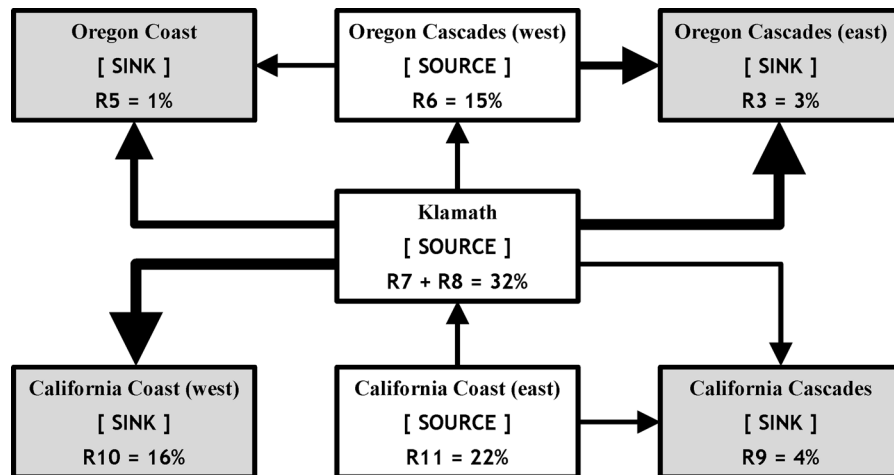 Oregon Coast
[ SINK ]
R5 = 1%
Oregon Cascades (west)
[ SOURCE ]
R6 = 15%
Oregon Cascades (east)
[ SINK ]
R3 = 3%
Klamath
[ SOURCE ]
R7 + R8 = 32%
California Coast (west)
[ SINK ]
R10 = 16%
California Coast (east)
[ SOURCE ]
R11 = 22%
California Cascades
[ SINK ]
R9 = 4%